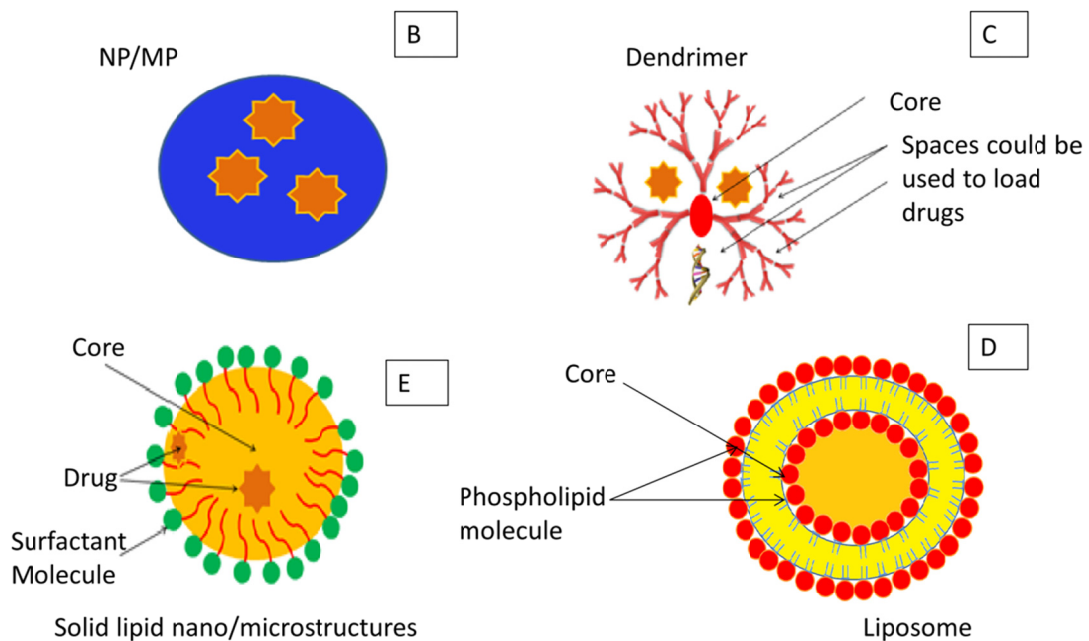 B
NP/MP
C
Dendrimer
Core
Spaces could be
used to load
drugs
Core
E
Drug
Surfactant
Molecule
Solid lipid nano/microstructures
D
Core
Phospholipid
molecule
Liposome